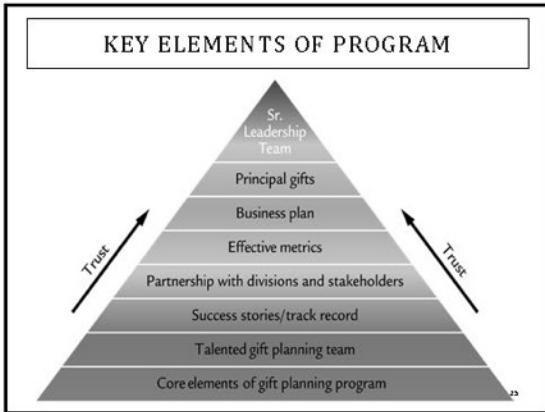 KEY ELEMENTS OF PROGRAM
Sr.
Leadership
Team
Principal gifts
Business plan
Effective metrics
Partnership with divisions and stakeholders
Success stories/track record
Talented gift planning team
Core elements of gift planning program
Trust
Trust
25